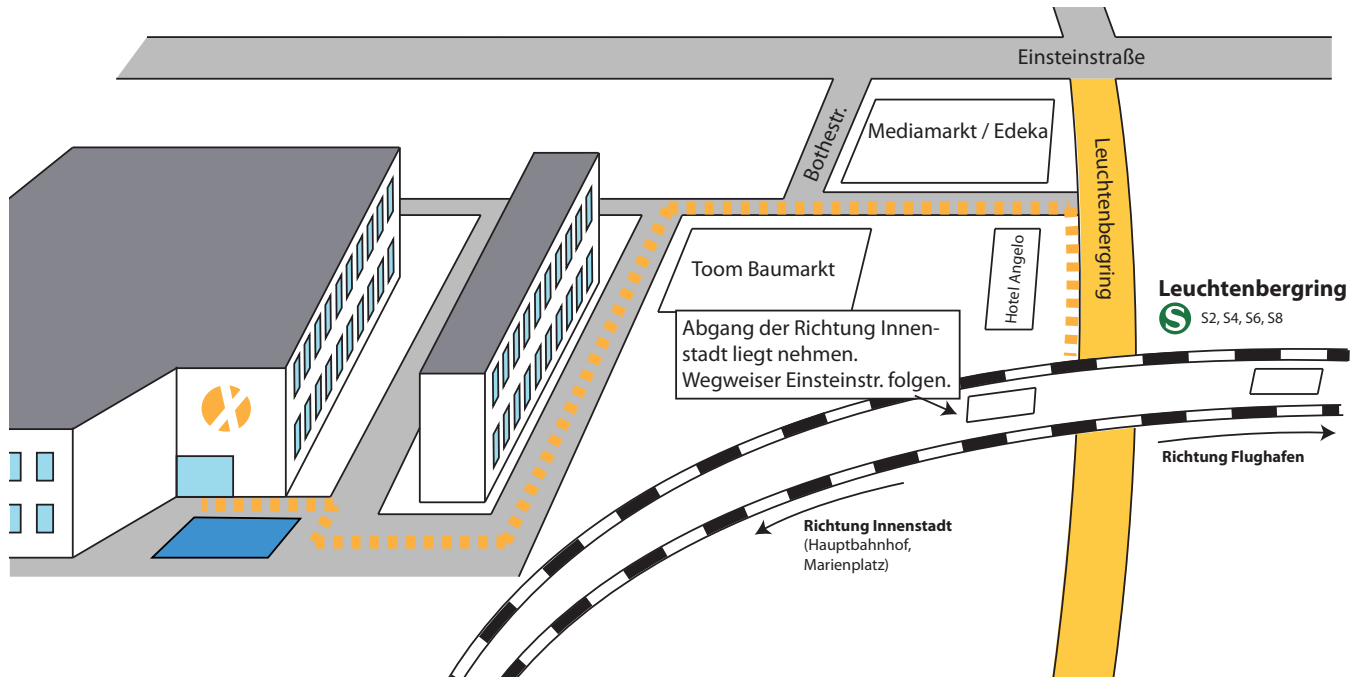 Einsteinstraße
Bothestr.
Mediamarkt / Edeka
Leuchtenbergring
Toom Baumarkt
Hotel Angelo
Leuchtenbergring
S S2, S4, S6, S8
Abgang der Richtung Innen-
stadt liegt nehmen.
Wegweiser Einsteinstr. folgen.
Richtung Flughafen
Richtung Innenstadt
(Hauptbahnhof,
Marienplatz)